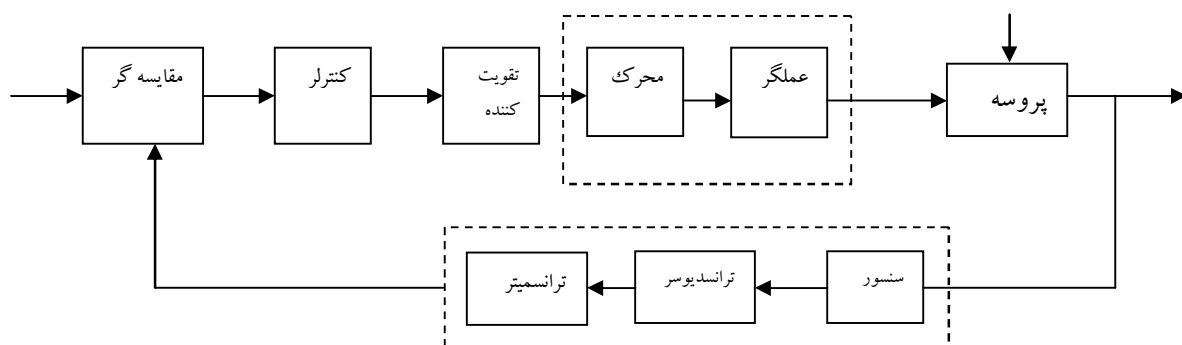 مقایسه گر
کنترلر
تقویت
کننده
محرک
عملگر
پروسه
سنسور
ترانسدیوسر
ترانسمیتر